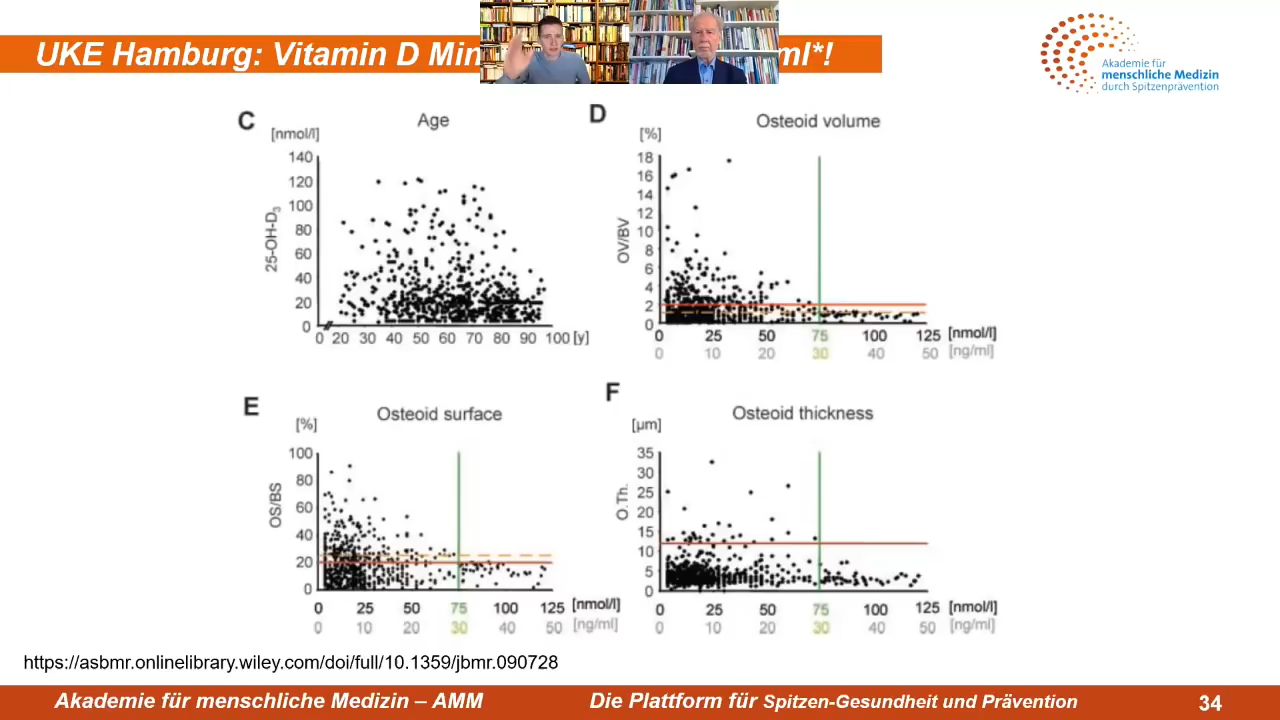 UKE Hamburg: Vitamin D Min ml*!
Akademie für
menschliche Medizin
durch Spitzenprävention
C
Age
[nmol/l]
25-OH-D3
140
120
100
80
60
40
20
0
0 20 30 40 50 60 70 80 90 100 [y]
D
Osteoid volume
[%]
OV/BV
18
16
14
12
10
8
6
4
2
0
0 25 50 75 100 125 [nmol/l]
0 10 20 30 40 50 [ng/ml]
E
Osteoid surface
[%]
OS/BS
100
80
60
40
20
0
0 25 50 75 100 125 [nmol/l]
0 10 20 30 40 50 [ng/ml]
F
Osteoid thickness
[µm]
O.Th.
35
30
25
20
15
10
5
0
0 25 50 75 100 125 [nmol/l]
0 10 20 30 40 50 [ng/ml]
https://asbmr.onlinelibrary.wiley.com/doi/full/10.1359/jbmr.090728
Akademie für menschliche Medizin – AMM Die Plattform für Spitzen-Gesundheit und Prävention 34